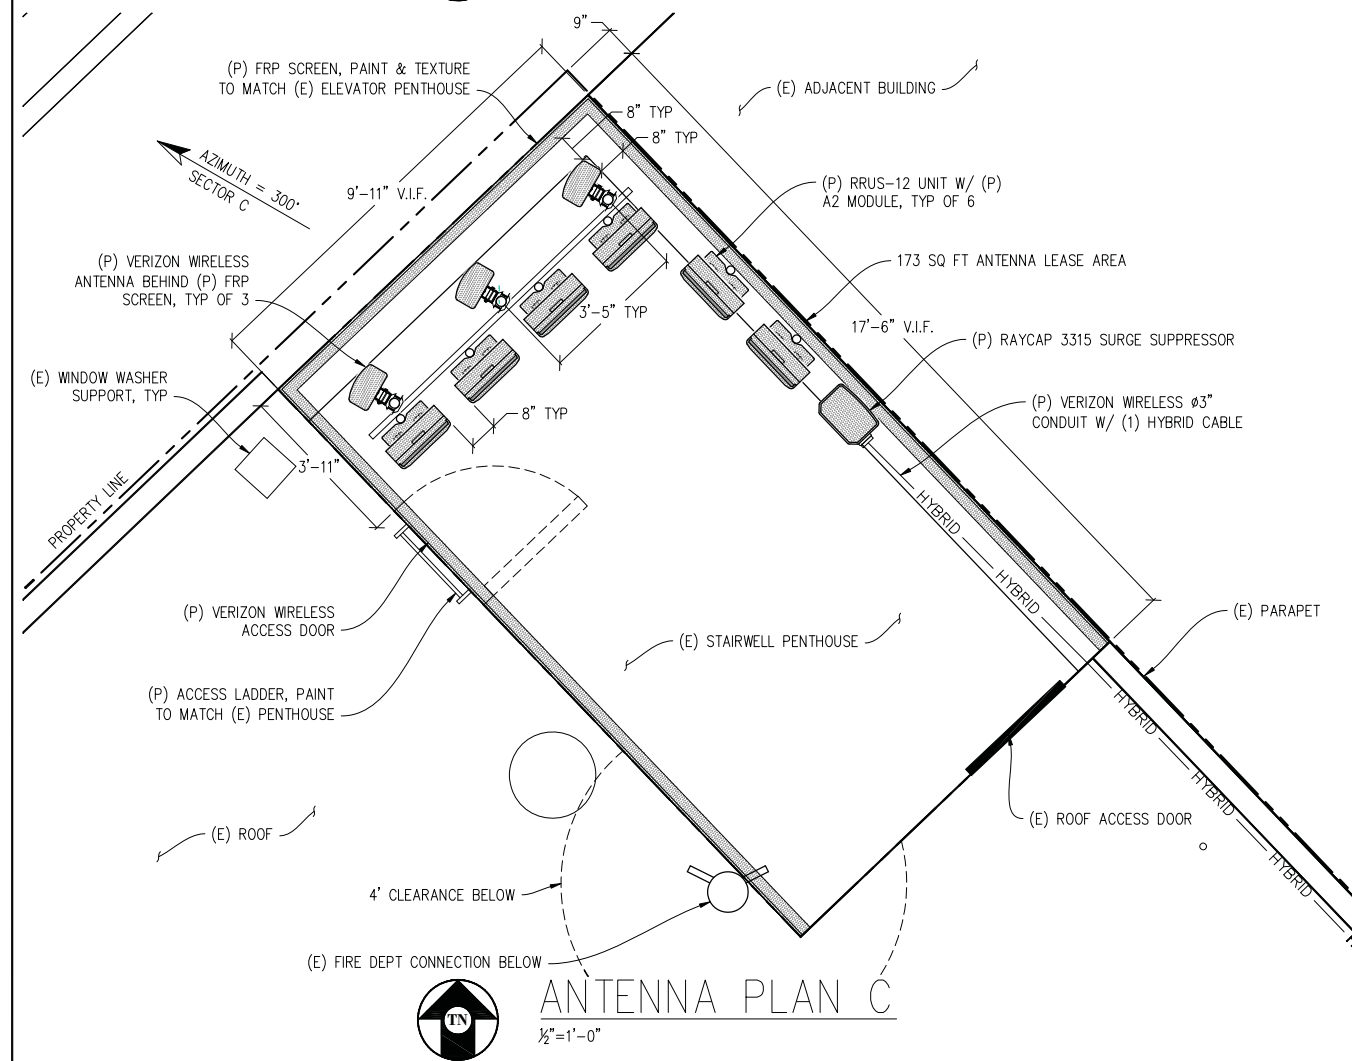 9"
(P) FRP SCREEN, PAINT & TEXTURE
TO MATCH (E) ELEVATOR PENTHOUSE
(E) ADJACENT BUILDING
8" TYP
8" TYP
AZIMUTH = 300°
SECTOR C
9'-11" V.I.F.
(P) RRUS-12 UNIT W/ (P)
A2 MODULE, TYP OF 6
(P) VERIZON WIRELESS
ANTENNA BEHIND (P) FRP
SCREEN, TYP OF 3
173 SQ FT ANTENNA LEASE AREA
3'-5" TYP
17'-6" V.I.F.
(P) RAYCAP 3315 SURGE SUPPRESSOR
(E) WINDOW WASHER
SUPPORT, TYP
8" TYP
(P) VERIZON WIRELESS ø3"
CONDUIT W/ (1) HYBRID CABLE
3'-11"
PROPERTY LINE
HYBRID
HYBRID
(P) VERIZON WIRELESS
ACCESS DOOR
(E) STAIRWELL PENTHOUSE
(E) PARAPET
(P) ACCESS LADDER, PAINT
TO MATCH (E) PENTHOUSE
HYBRID
HYBRID
HYBRID
(E) ROOF
(E) ROOF ACCESS DOOR
4' CLEARANCE BELOW
(E) FIRE DEPT CONNECTION BELOW
TN
ANTENNA PLAN C
½"=1'-0"